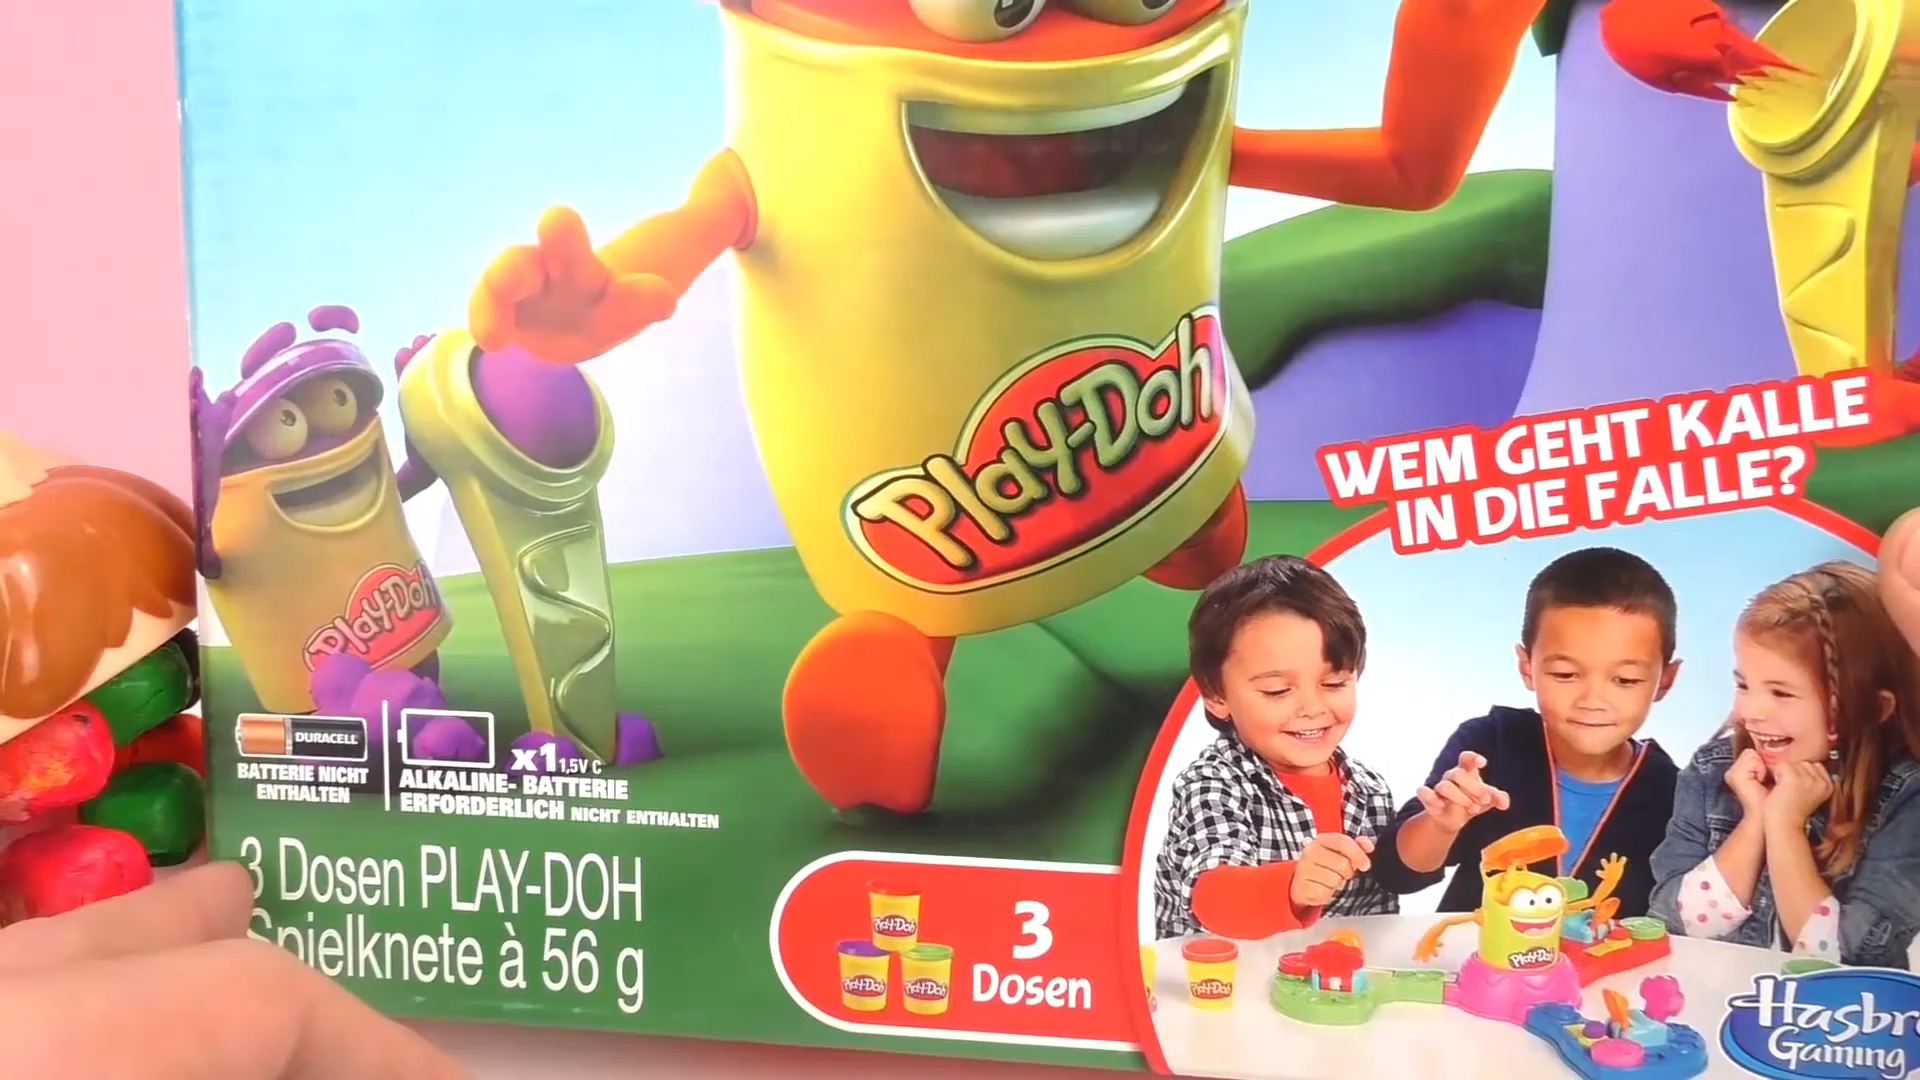 Play-Doh
WEM GEHT KALLE
IN DIE FALLE?
Play-Doh
DURACELL
BATTERIE NICHT
ENTHALTEN
x1 1,5V C
ALKALINE-BATTERIE
ERFORDERLICH NICHT ENTHALTEN
3 Dosen PLAY-DOH
Spielknete à 56 g
Play-Doh
Play-Doh
Play-Doh
3
Dosen
Play-Doh
Play-Doh
Hasbr
Gaming